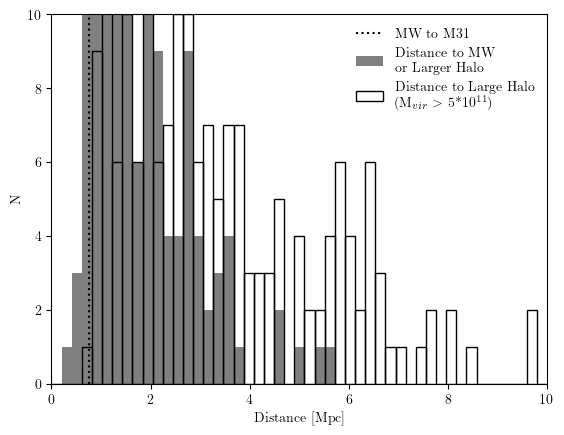 MW to M31
Distance to MW
or Larger Halo
Distance to Large Halo
(M_vir > 5*10^11)
10
8
6
4
2
0
N
0 2 4 6 8 10
Distance [Mpc]